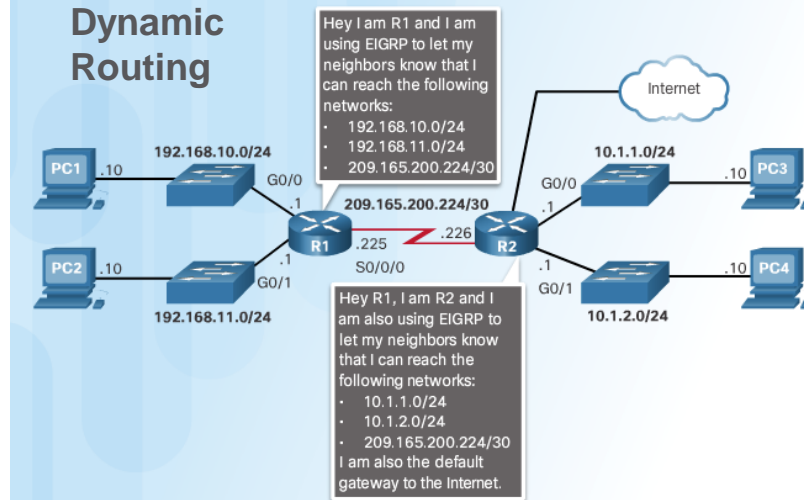 Dynamic
Routing
Hey I am R1 and I am
using EIGRP to let my
neighbors know that I
can reach the following
networks:
· 192.168.10.0/24
· 192.168.11.0/24
· 209.165.200.224/30
Internet
192.168.10.0/24
10.1.1.0/24
PC1
.10
G0/0
.1
209.165.200.224/30
G0/0
.1
.10
PC3
R1
.225
.226
R2
S0/0/0
PC2
.10
.1
G0/1
192.168.11.0/24
.1
G0/1
.10
PC4
10.1.2.0/24
Hey R1, I am R2 and I
am also using EIGRP to
let my neighbors know
that I can reach the
following networks:
· 10.1.1.0/24
· 10.1.2.0/24
· 209.165.200.224/30
I am also the default
gateway to the Internet.